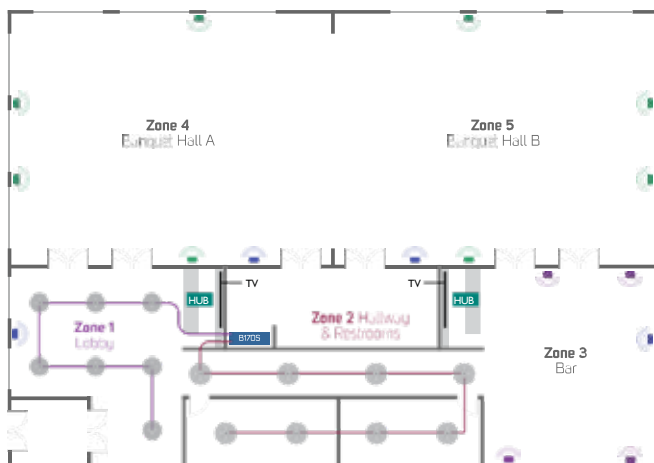 Zone 4
Banquet Hall A
Zone 5
Banquet Hall B
TV
TV
HUB
HUB
Zone 1
Lobby
Zone 2 Hallway
& Restrooms
B170S
Zone 3
Bar